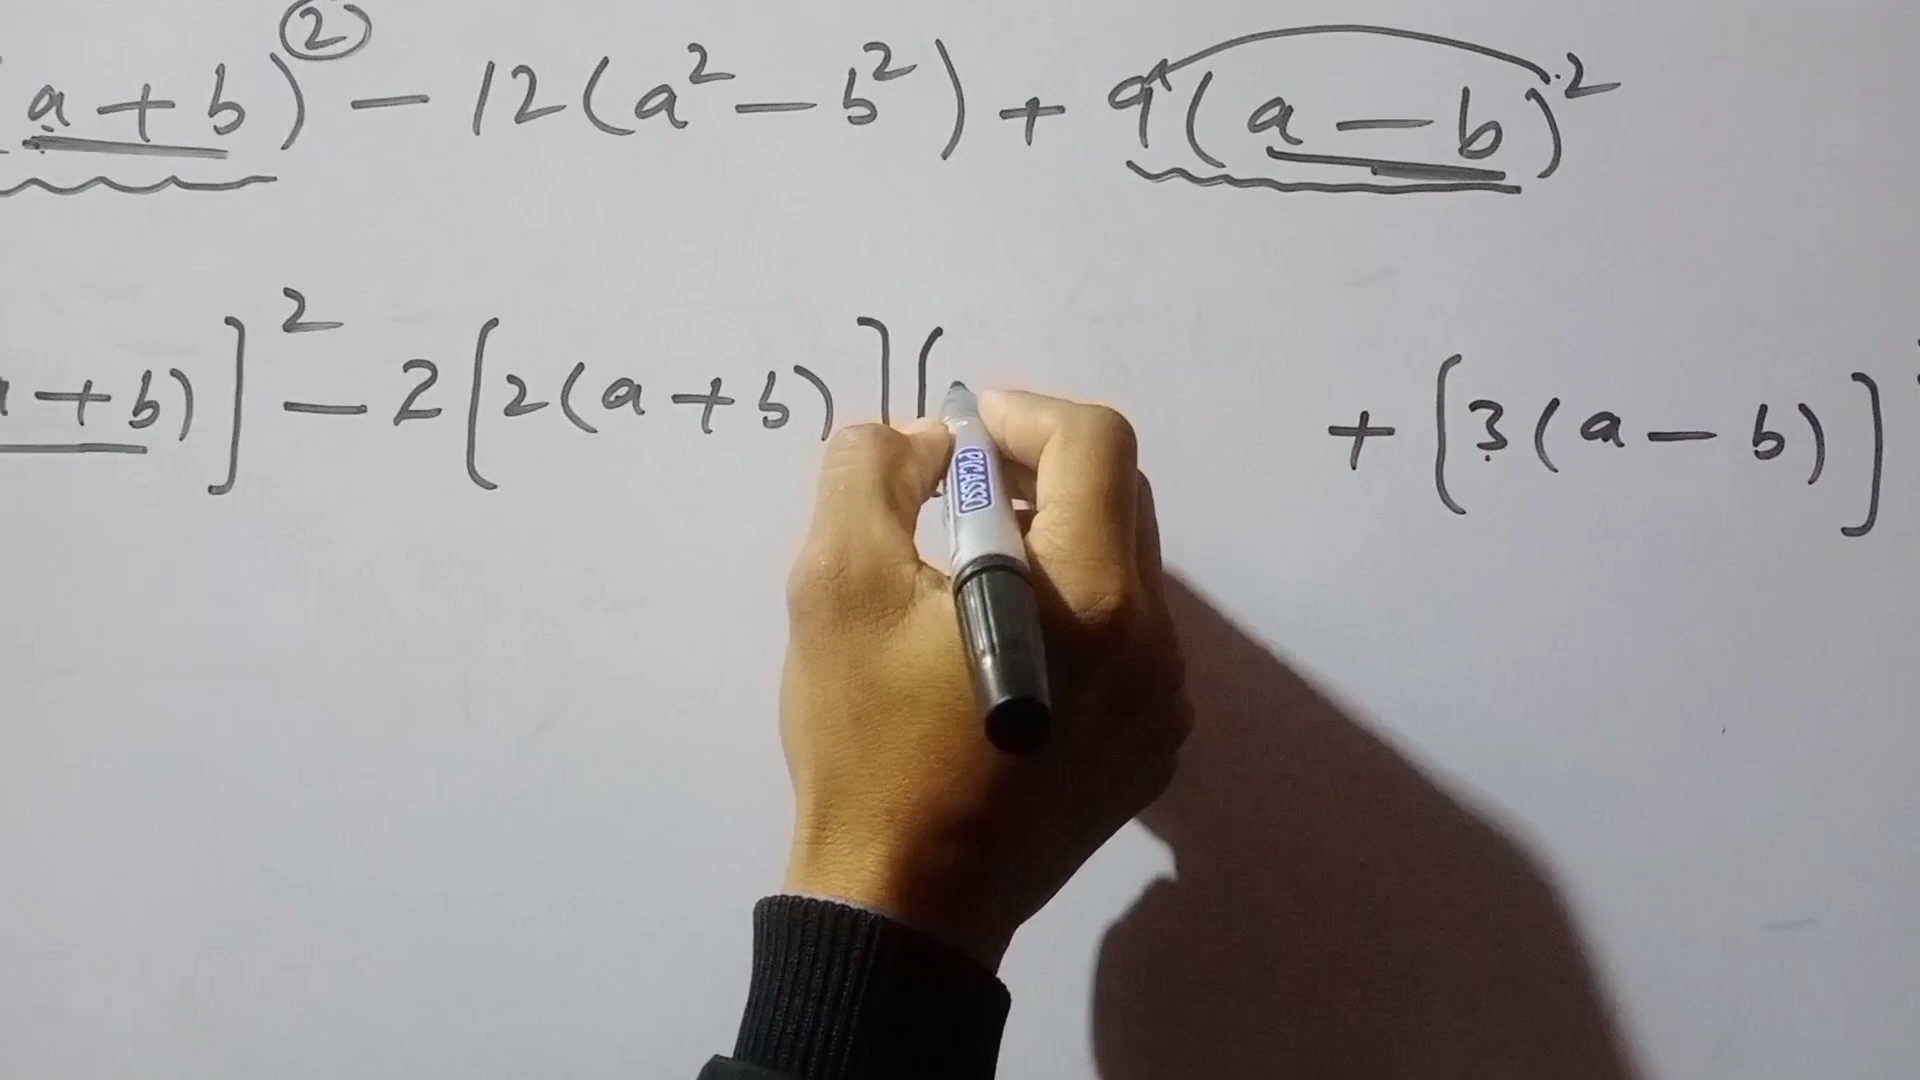 (a + b)² − 12(a² − b²) + 9(a − b)²
+ b)]² − 2[2(a + b)][ + [3(a − b)]
PICASSO